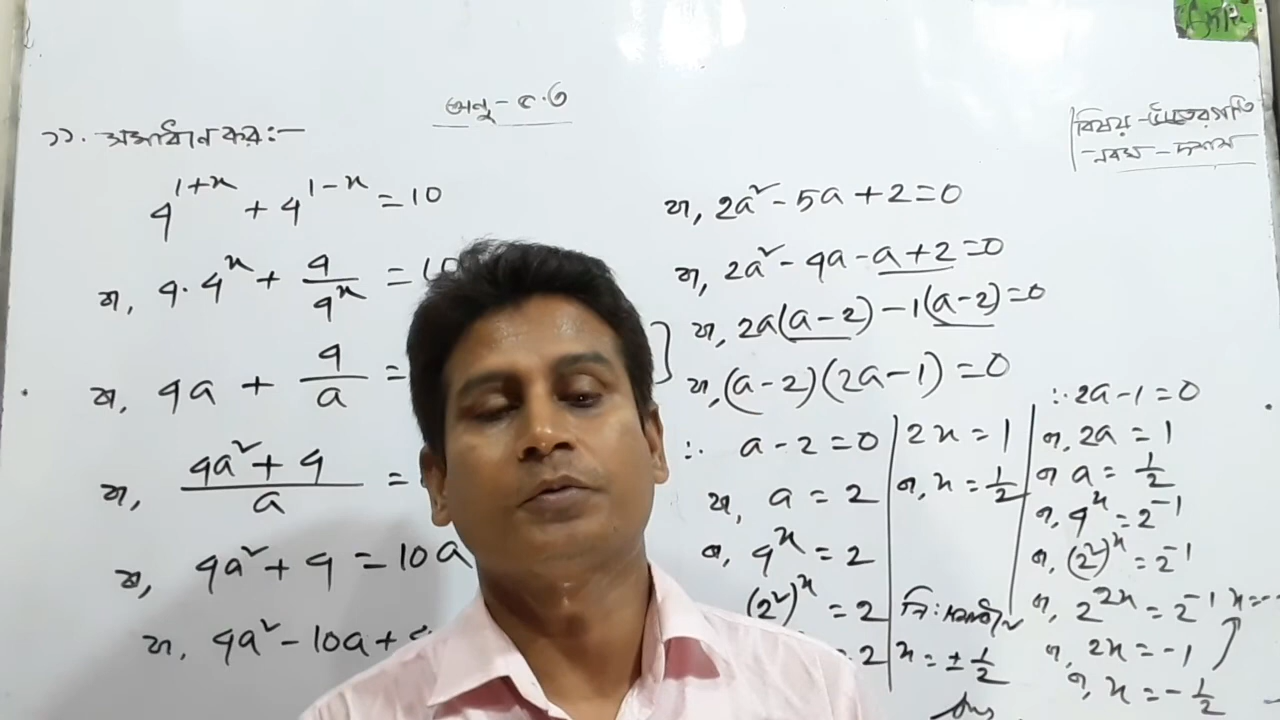 অনু - ৫.৩
বিষয় - উচ্চতর গণিত
নবম - দশম
১১. সমাধান কর :-
4^(1+x) + 4^(1-x) = 10
বা, 4 · 4^x + 4/4^x = 10
বা, 4a + 4/a =
বা, (4a² + 4)/a =
বা, 4a² + 4 = 10a
বা, 4a² - 10a +
বা, 2a² - 5a + 2 = 0
বা, 2a² - 4a - a + 2 = 0
বা, 2a(a - 2) - 1(a - 2) = 0
বা, (a - 2)(2a - 1) = 0
∴ a - 2 = 0
বা, a = 2
বা, 4^x = 2
(2²)^x = 2
= 2
2x = 1
বা, x = 1/2
নি: সমাধান
x = ± 1/2
Ans
∴ 2a - 1 = 0
বা, 2a = 1
বা a = 1/2
বা, 4^x = 2^-1
বা, (2²)^x = 2^-1
বা, 2^2x = 2^-1
বা, 2x = -1
বা, x = - 1/2